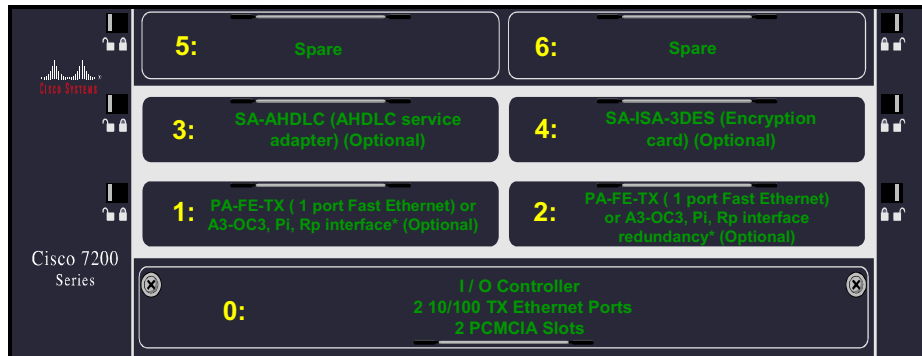 5:
Spare
6:
Spare
CISCO SYSTEMS
3:
SA-AHDLC (AHDLC service
adapter) (Optional)
4:
SA-ISA-3DES (Encryption
card) (Optional)
1:
PA-FE-TX ( 1 port Fast Ethernet) or
A3-OC3, Pi, Rp interface* (Optional)
2:
PA-FE-TX ( 1 port Fast Ethernet)
or A3-OC3, Pi, Rp interface
redundancy* (Optional)
Cisco 7200
Series
0:
I / O Controller
2 10/100 TX Ethernet Ports
2 PCMCIA Slots